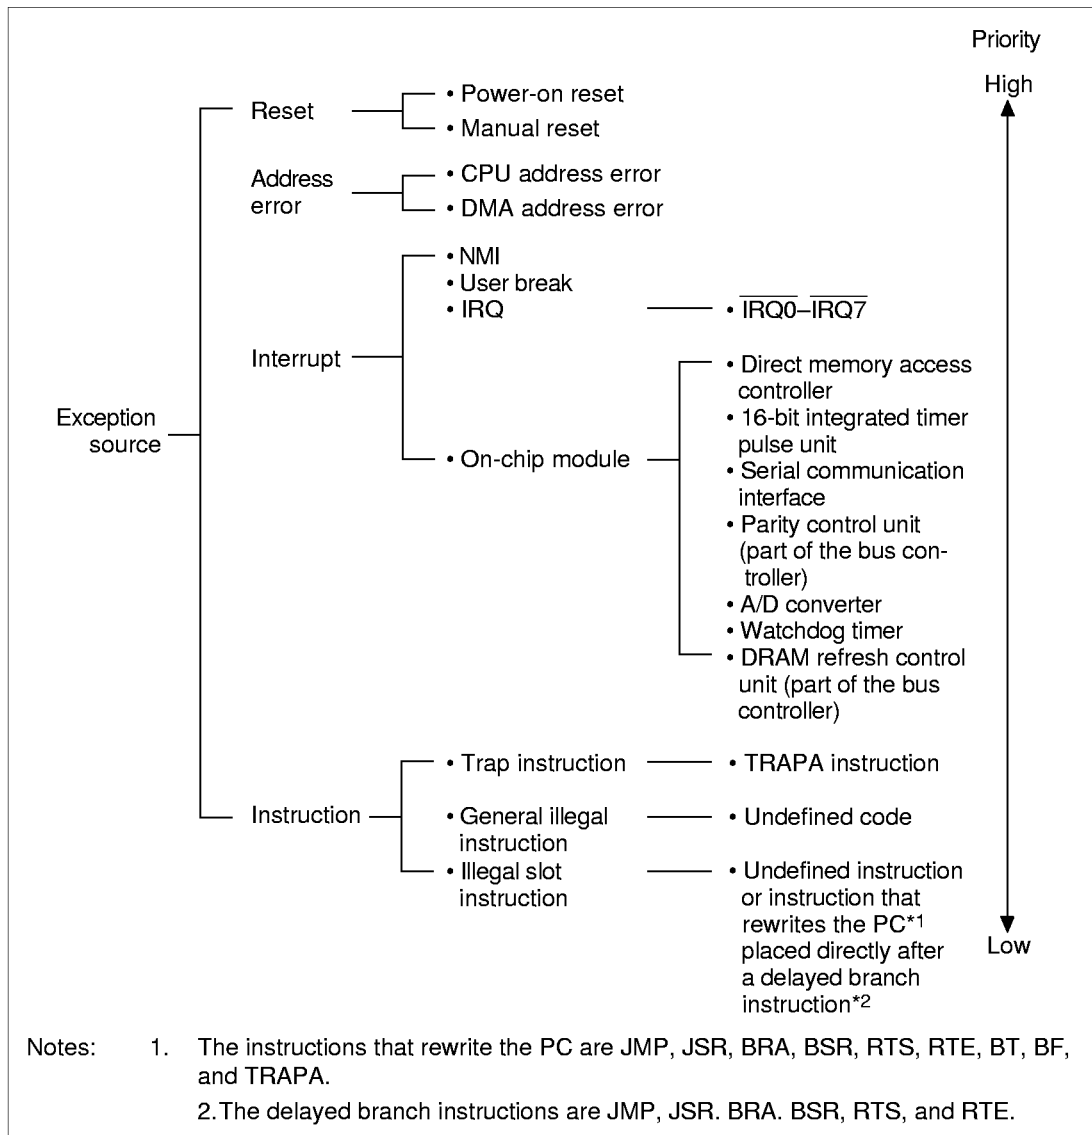 Priority
High
Reset
• Power-on reset
• Manual reset
Address
error
• CPU address error
• DMA address error
Interrupt
• NMI
• User break
• IRQ
• IRQ0–IRQ7
• On-chip module
• Direct memory access
controller
• 16-bit integrated timer
pulse unit
• Serial communication
interface
• Parity control unit
(part of the bus con-
troller)
• A/D converter
• Watchdog timer
• DRAM refresh control
unit (part of the bus
controller)
Exception
source
Instruction
• Trap instruction
• TRAPA instruction
• General illegal
instruction
• Undefined code
• Illegal slot
instruction
• Undefined instruction
or instruction that
rewrites the PC*1
placed directly after
a delayed branch
instruction*2
Low
Notes: 1. The instructions that rewrite the PC are JMP, JSR, BRA, BSR, RTS, RTE, BT, BF,
and TRAPA.
2.The delayed branch instructions are JMP, JSR. BRA. BSR, RTS, and RTE.